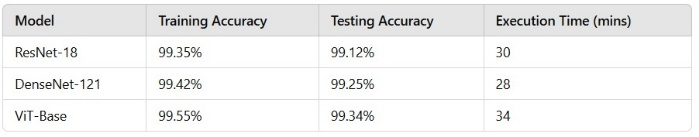 Model Training Accuracy Testing Accuracy Execution Time (mins)
ResNet-18 99.35% 99.12% 30
DenseNet-121 99.42% 99.25% 28
ViT-Base 99.55% 99.34% 34